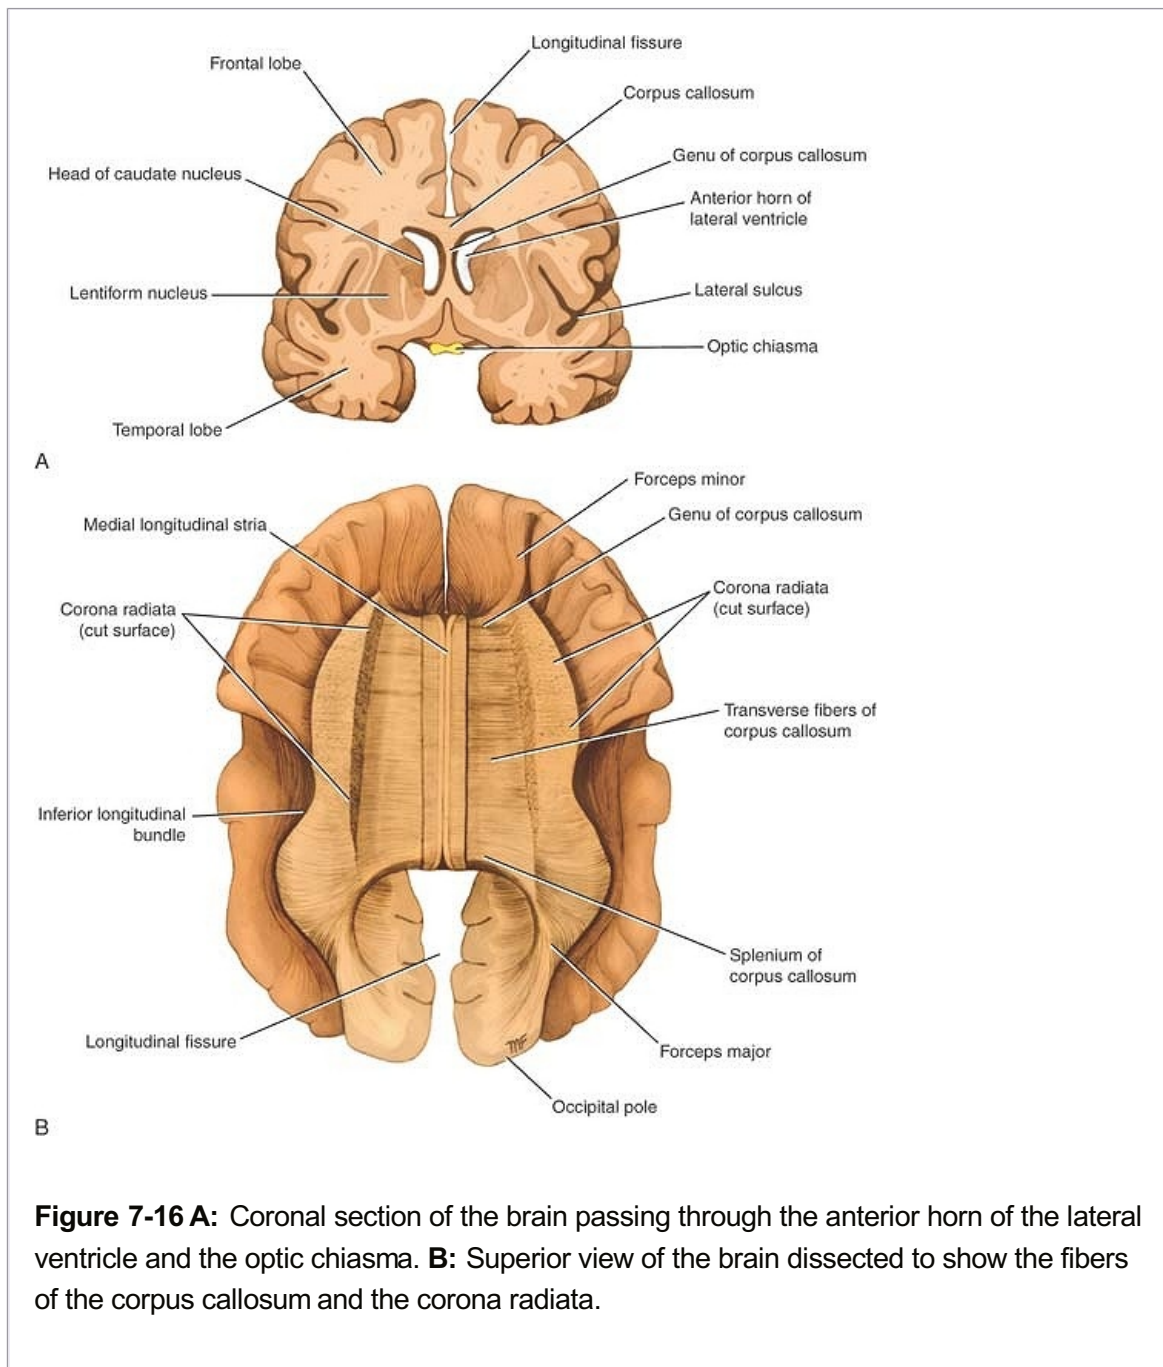 Longitudinal fissure
Frontal lobe
Corpus callosum
Genu of corpus callosum
Head of caudate nucleus
Anterior horn of
lateral ventricle
Lentiform nucleus
Lateral sulcus
Optic chiasma
Temporal lobe
A
Forceps minor
Genu of corpus callosum
Medial longitudinal stria
Corona radiata
(cut surface)
Corona radiata
(cut surface)
Transverse fibers of
corpus callosum
Inferior longitudinal
bundle
Splenium of
corpus callosum
Longitudinal fissure
Forceps major
Occipital pole
B
Figure 7-16 A: Coronal section of the brain passing through the anterior horn of the lateral
ventricle and the optic chiasma. B: Superior view of the brain dissected to show the fibers
of the corpus callosum and the corona radiata.